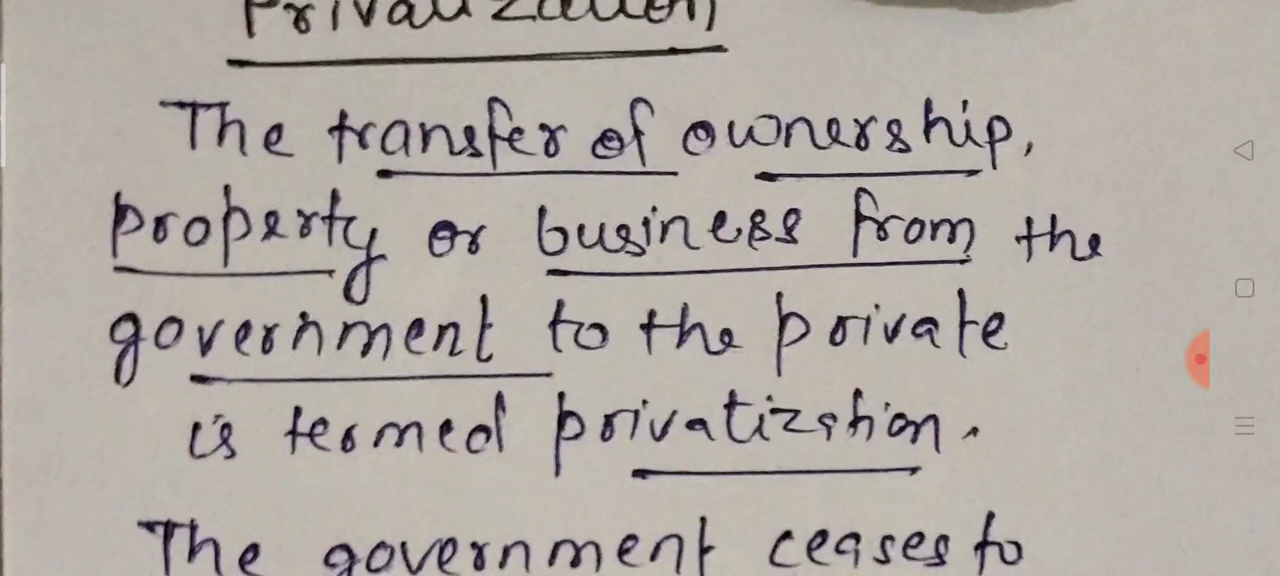 Privatization
The transfer of ownership,
property or business from the
government to the private
is termed privatization.
The government ceases to